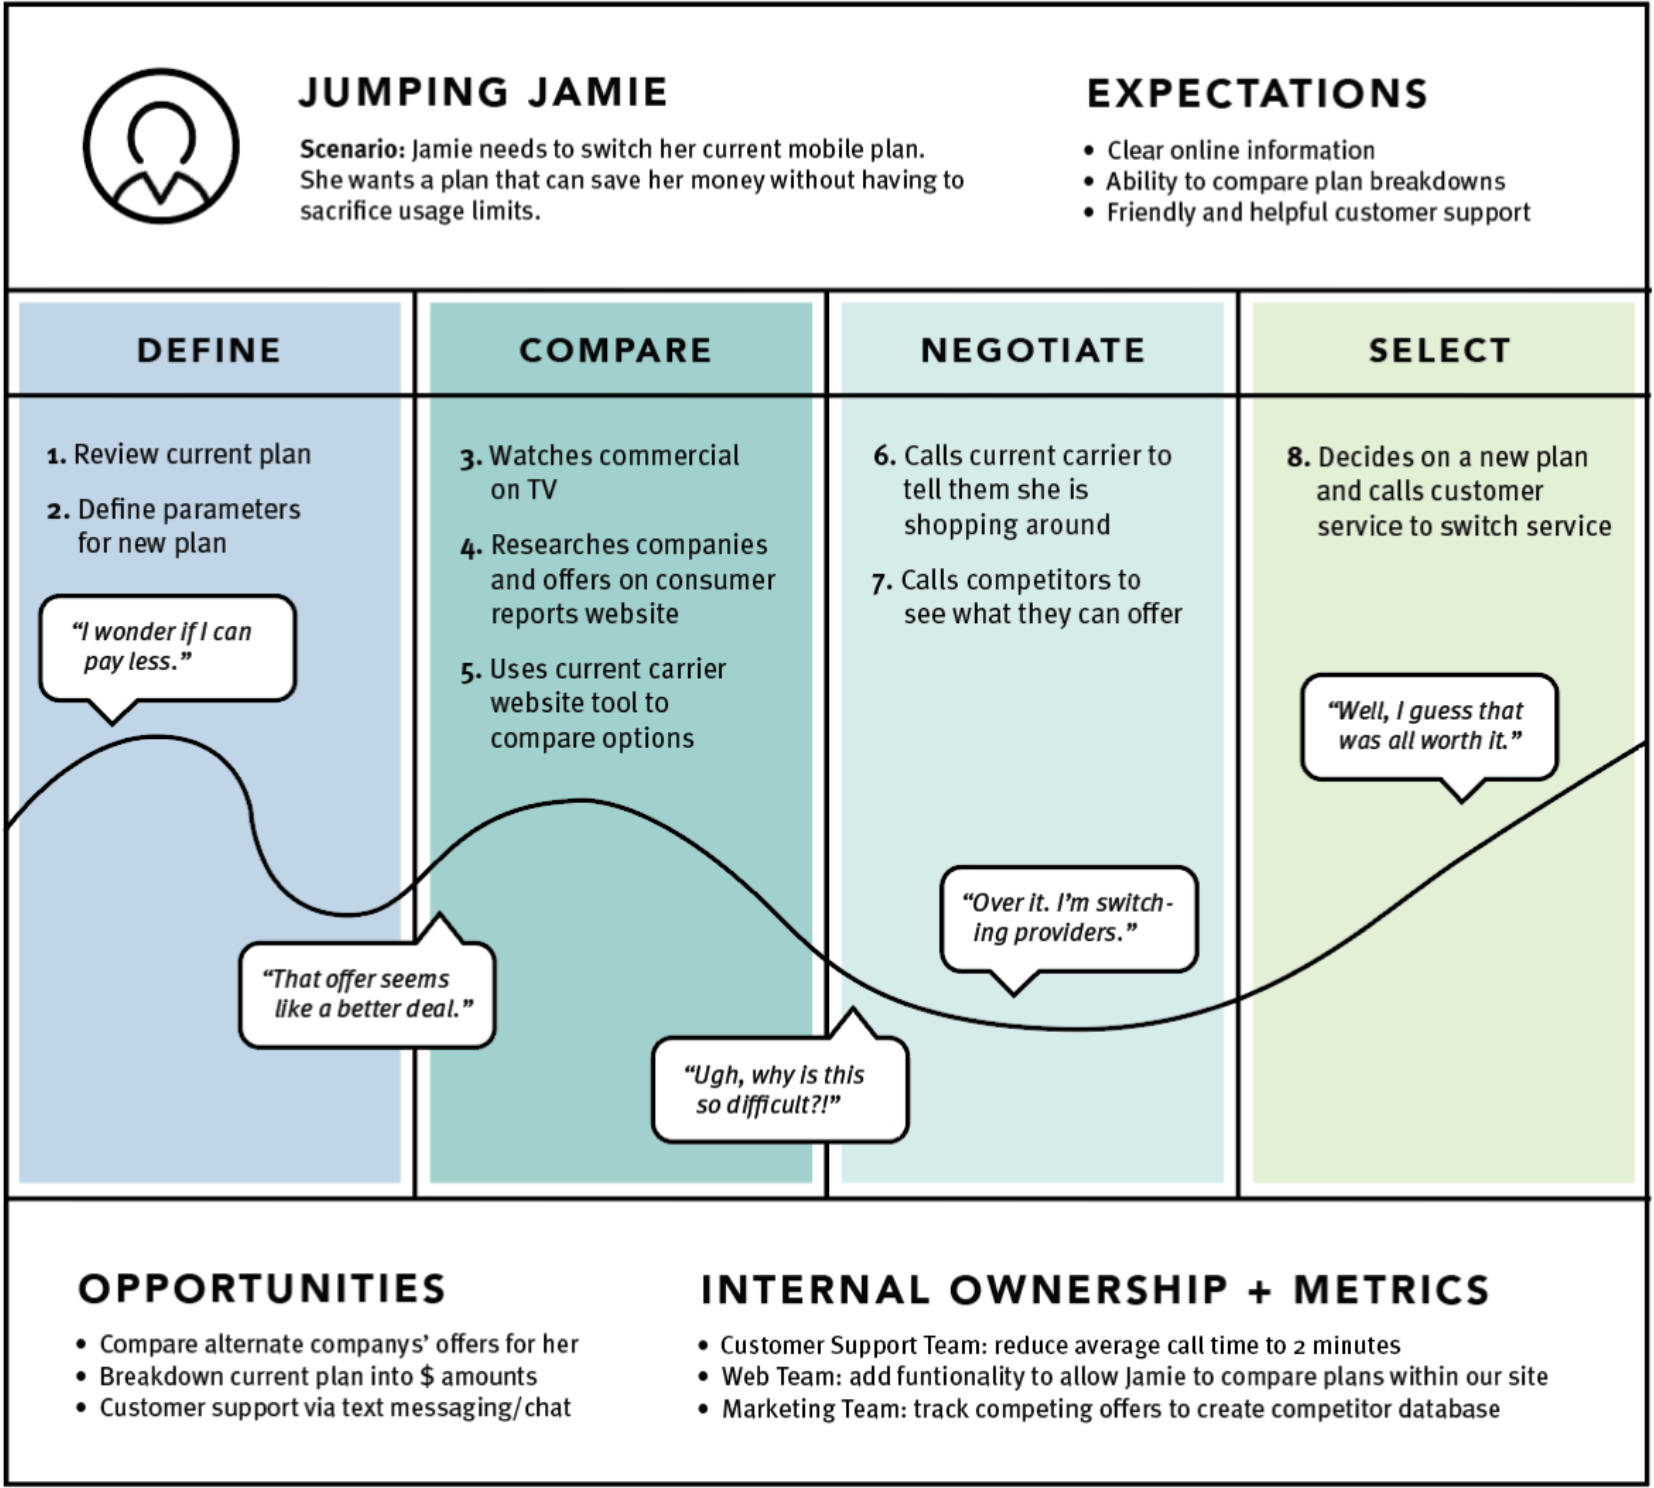 JUMPING JAMIE
Scenario: Jamie needs to switch her current mobile plan.
She wants a plan that can save her money without having to
sacrifice usage limits.
EXPECTATIONS
• Clear online information
• Ability to compare plan breakdowns
• Friendly and helpful customer support
DEFINE
1. Review current plan
2. Define parameters
for new plan
“I wonder if I can
pay less.”
COMPARE
3. Watches commercial
on TV
4. Researches companies
and offers on consumer
reports website
5. Uses current carrier
website tool to
compare options
“That offer seems
like a better deal.”
NEGOTIATE
6. Calls current carrier to
tell them she is
shopping around
7. Calls competitors to
see what they can offer
“Ugh, why is this
so difficult?!”
“Over it. I’m switch-
ing providers.”
SELECT
8. Decides on a new plan
and calls customer
service to switch service
“Well, I guess that
was all worth it.”
OPPORTUNITIES
• Compare alternate companys’ offers for her
• Breakdown current plan into $ amounts
• Customer support via text messaging/chat
INTERNAL OWNERSHIP + METRICS
• Customer Support Team: reduce average call time to 2 minutes
• Web Team: add funtionality to allow Jamie to compare plans within our site
• Marketing Team: track competing offers to create competitor database